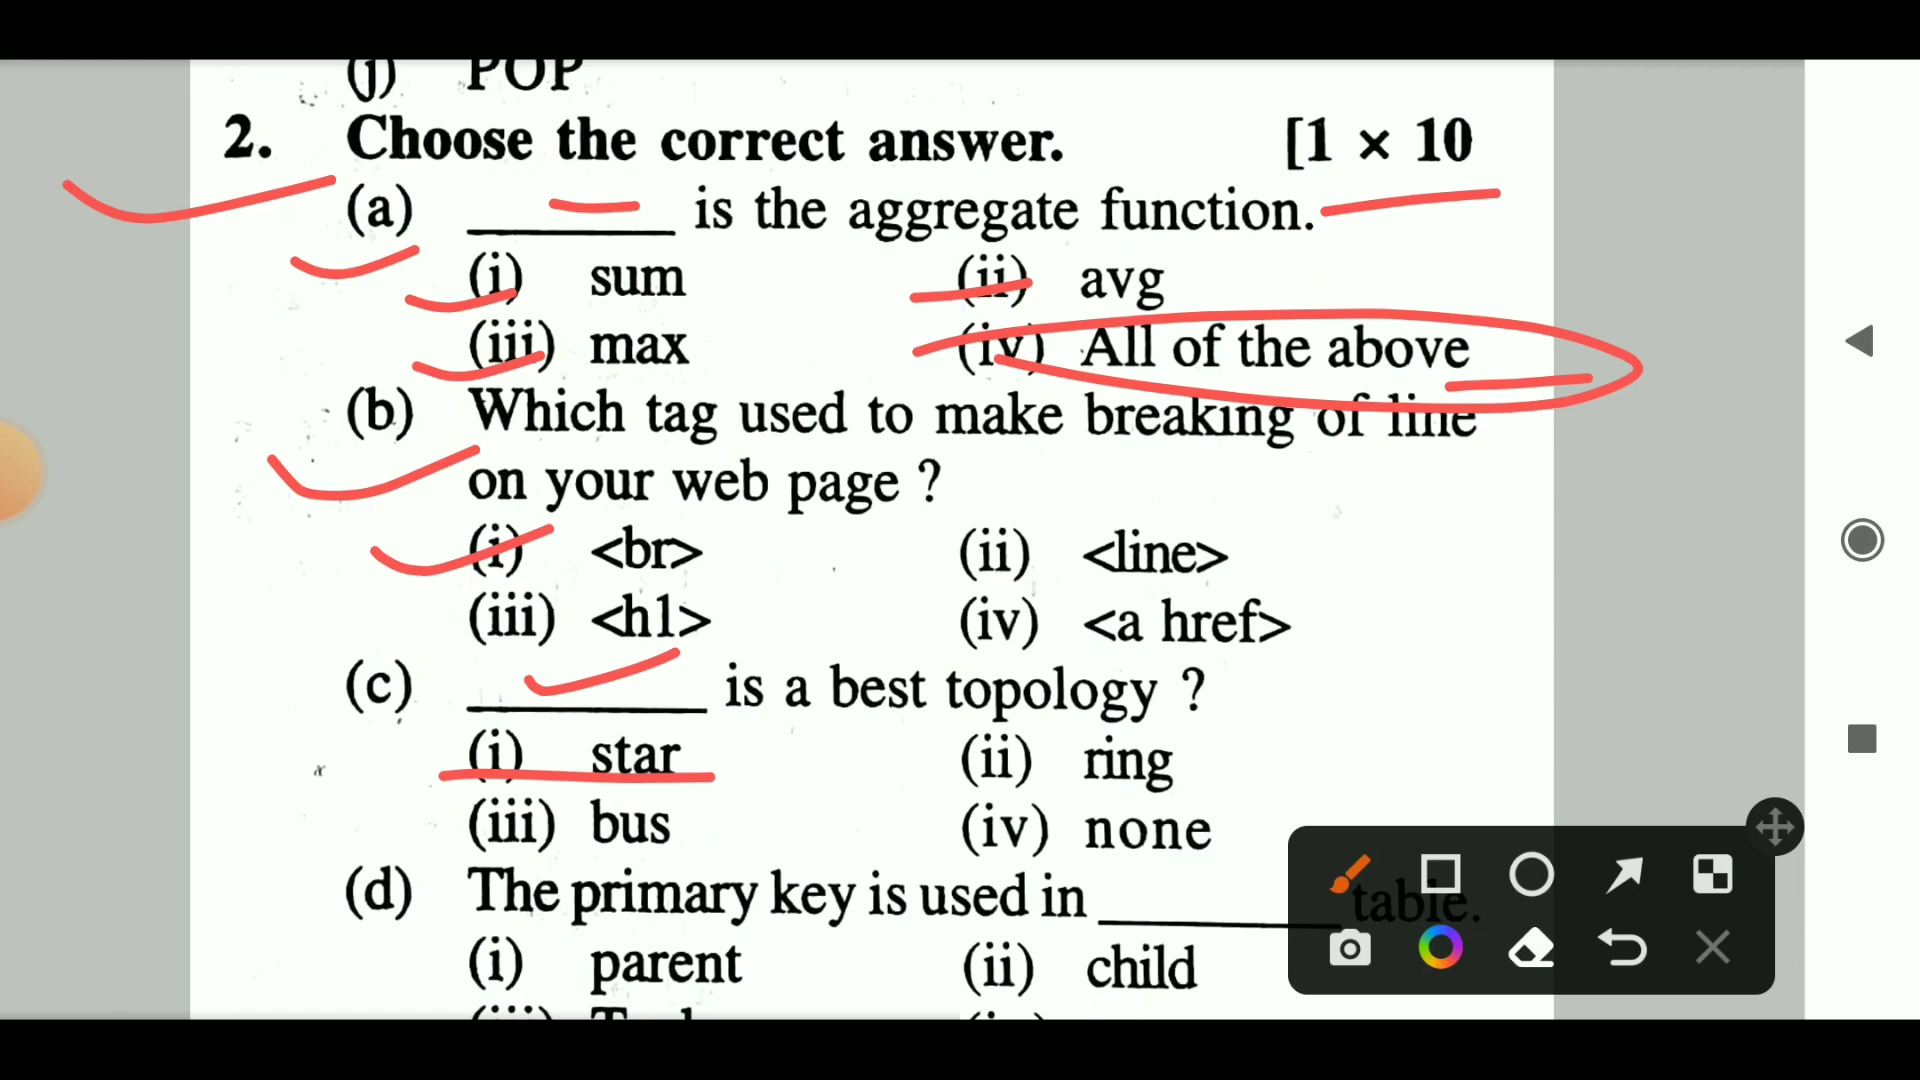 (j) POP
2. Choose the correct answer. [1 × 10
(a) ________ is the aggregate function.
(i) sum (ii) avg
(iii) max (iv) All of the above
(b) Which tag used to make breaking of line
on your web page ?
(i) <br> (ii) <line>
(iii) <h1> (iv) <a href>
(c) ________ is a best topology ?
(i) star (ii) ring
(iii) bus (iv) none
(d) The primary key is used in ________ table.
(i) parent (ii) child